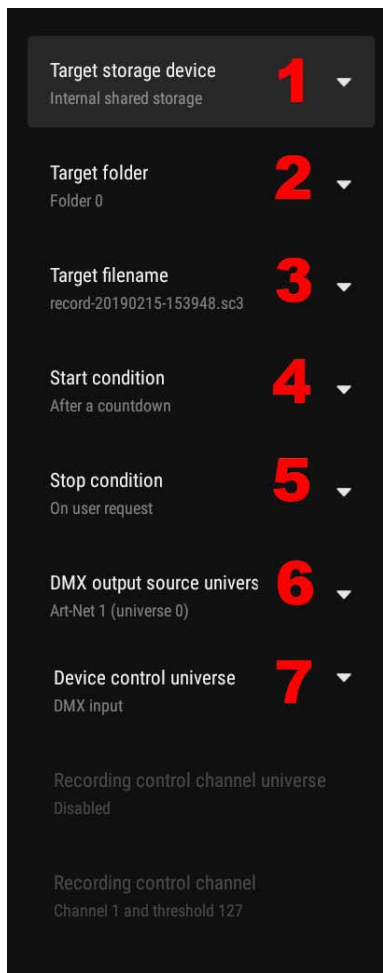 Target storage device
Internal shared storage
1
Target folder
Folder 0
2
Target filename
record-20190215-153948.sc3
3
Start condition
After a countdown
4
Stop condition
On user request
5
DMX output source univers
Art-Net 1 (universe 0)
6
Device control universe
DMX input
7
Recording control channel universe
Disabled
Recording control channel
Channel 1 and threshold 127